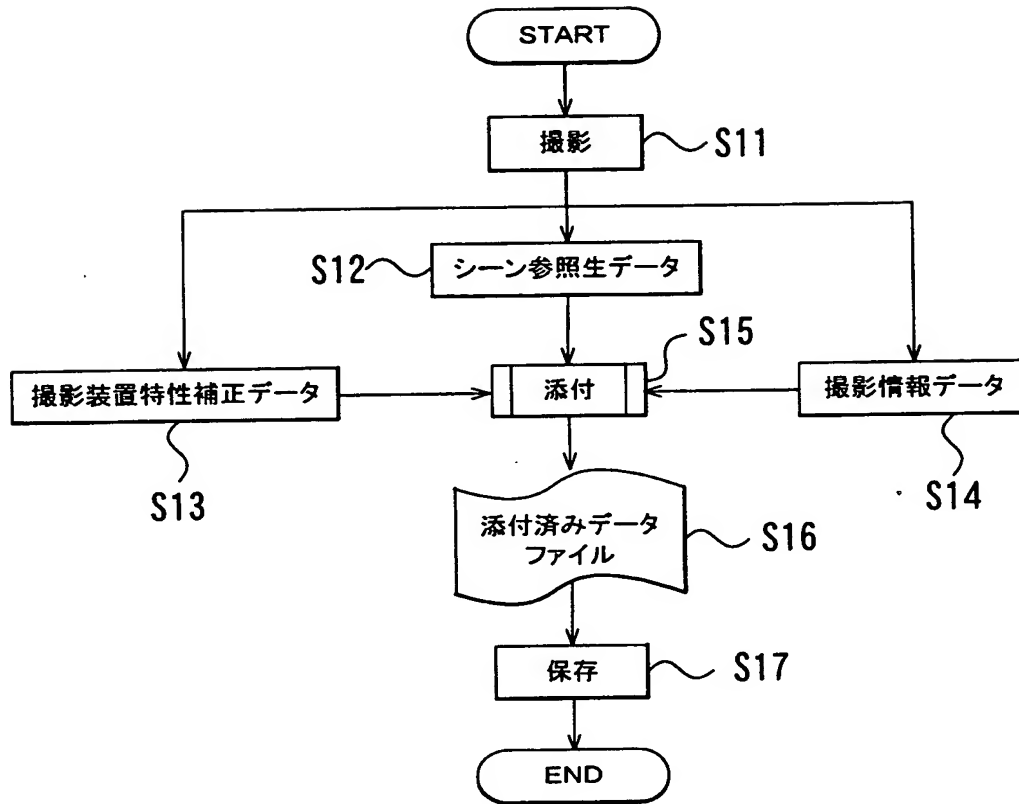 START
撮影
S11
S12
シーン参照生データ
S15
撮影装置特性補正データ
添付
撮影情報データ
S13
S14
添付済みデータ
ファイル
S16
保存
S17
END